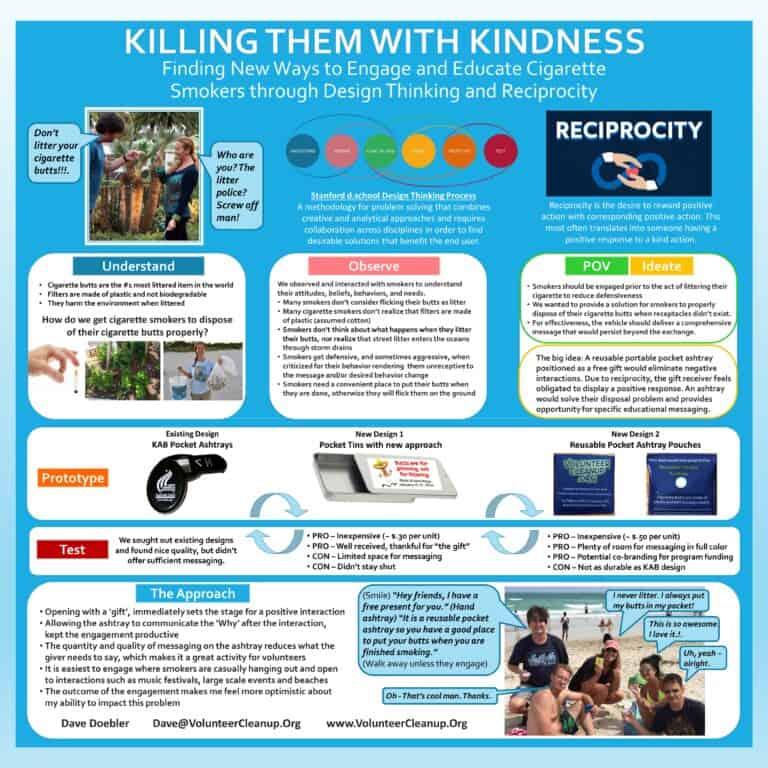 KILLING THEM WITH KINDNESS
Finding New Ways to Engage and Educate Cigarette
Smokers through Design Thinking and Reciprocity
Don't
litter your
cigarette
butts!!!.
Who are
you? The
litter
police?
Screw off
man!
TEST
Stanford d.school Design Thinking Process
A methodology for problem solving that combines
creative and analytical approaches and requires
collaboration across disciplines in order to find
desirable solutions that benefit the end user.
RECIPROCITY
Reciprocity is the desire to reward positive
action with corresponding positive action. This
most often translates into someone having a
positive response to a kind action.
Understand
• Cigarette butts are the #1 most littered item in the world
• Filters are made of plastic and not biodegradable
• They harm the environment when littered
How do we get cigarette smokers to dispose
of their cigarette butts properly?
Observe
We observed and interacted with smokers to understand
their attitudes, beliefs, behaviors, and needs.
• Many smokers don't consider flicking their butts as litter
• Many cigarette smokers don't realize that filters are made
of plastic (assumed cotton)
• Smokers don't think about what happens when they litter
their butts, nor realize that street litter enters the oceans
through storm drains
• Smokers get defensive, and sometimes aggressive, when
criticized for their behavior rendering them unreceptive to
the message and/or desired behavior change
• Smokers need a convenient place to put their butts when
they are done, otherwise they will flick them on the ground
POV
Ideate
• Smokers should be engaged prior to the act of littering their
cigarette to reduce defensiveness
• We wanted to provide a solution for smokers to properly
dispose of their cigarette butts when receptacles didn't exist.
• For effectiveness, the vehicle should deliver a comprehensive
message that would persist beyond the exchange.
The big idea: A reusable portable pocket ashtray
positioned as a free gift would eliminate negative
interactions. Due to reciprocity, the gift receiver feels
obligated to display a positive response. An ashtray
would solve their disposal problem and provides
opportunity for specific educational messaging.
Prototype
Existing Design
KAB Pocket Ashtrays
New Design 1
Pocket Tins with new approach
New Design 2
Reusable Pocket Ashtray Pouches
VOLUNTEER
CLEANUP
.ORG
Test
We sought out existing designs
and found nice quality, but didn't
offer sufficient messaging.
PRO – Inexpensive (~ $.30 per unit)
PRO – Well received, thankful for "the gift"
CON – Limited space for messaging
CON – Didn't stay shut
PRO – Inexpensive (~ $.50 per unit)
PRO – Plenty of room for messaging in full color
PRO – Potential co-branding for program funding
CON – Not as durable as KAB design
The Approach
• Opening with a 'gift', immediately sets the stage for a positive interaction
• Allowing the ashtray to communicate the 'Why' after the interaction,
kept the engagement productive
• The quantity and quality of messaging on the ashtray reduces what the
giver needs to say, which makes it a great activity for volunteers
• It is easiest to engage where smokers are casually hanging out and open
to interactions such as music festivals, large scale events and beaches
• The outcome of the engagement makes me feel more optimistic about
my ability to impact this problem
Dave Doebler Dave@VolunteerCleanup.Org www.VolunteerCleanup.Org
(Smile) "Hey friends, I have a
free present for you." (Hand
ashtray) "It is a reusable pocket
ashtray so you have a good place
to put your butts when you are
finished smoking."
(Walk away unless they engage)
Oh - That's cool man. Thanks.
I never litter. I always put
my butts in my pocket!
This is so awesome
I love it.!.
Uh, yeah –
alright.